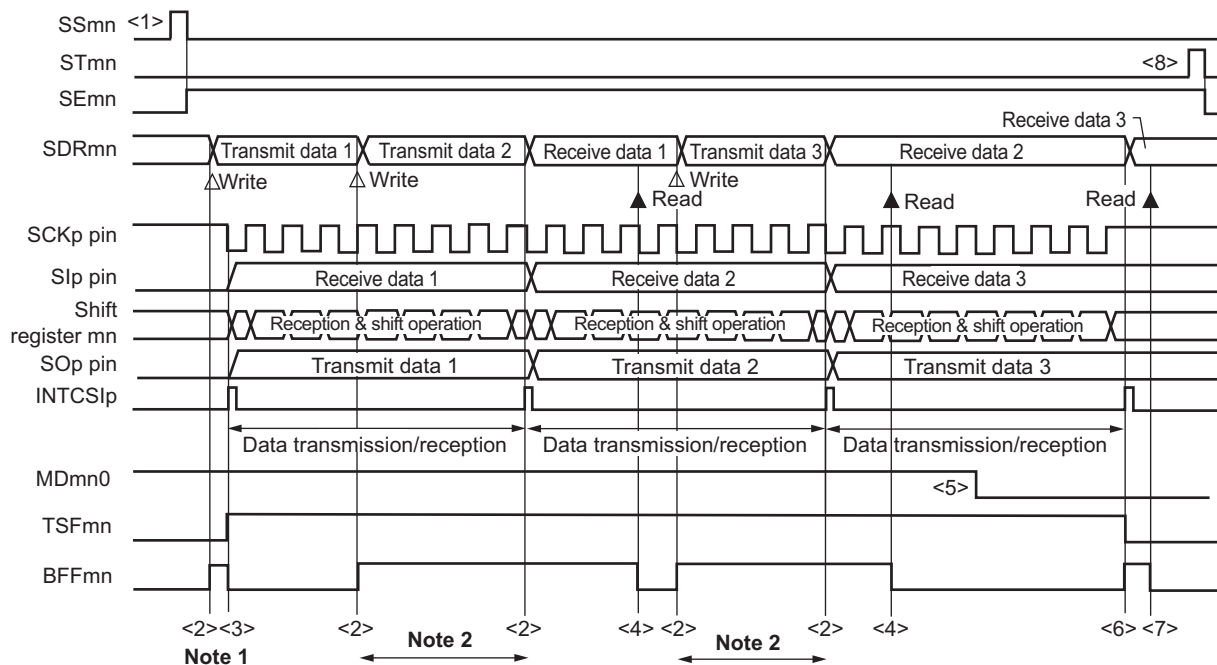 SSmn <1>
STmn <8>
SEmn
Receive data 3
SDRmn Transmit data 1 Transmit data 2 Receive data 1 Transmit data 3 Receive data 2
Write Write Write
Read Read Read
SCKp pin
SIp pin Receive data 1 Receive data 2 Receive data 3
Shift
register mn Reception & shift operation Reception & shift operation Reception & shift operation
SOp pin Transmit data 1 Transmit data 2 Transmit data 3
INTCSIp
Data transmission/reception Data transmission/reception Data transmission/reception
MDmn0 <5>
TSFmn
BFFmn
<2> <3> <2> <2> <4> <2> <2> <4> <6> <7>
Note 1 Note 2 Note 2